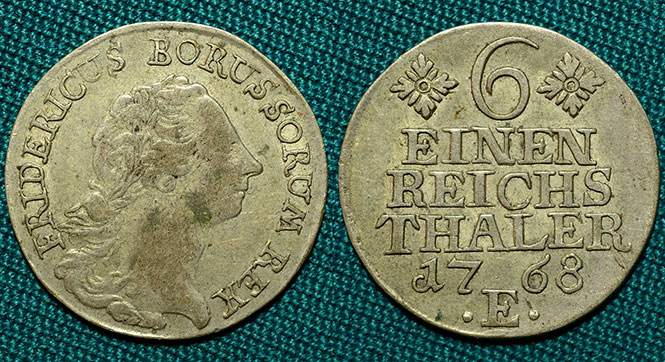 FRIDERICUS BORUSSORUM REX
6
EINEN
REICHS
THALER
1768
·E·